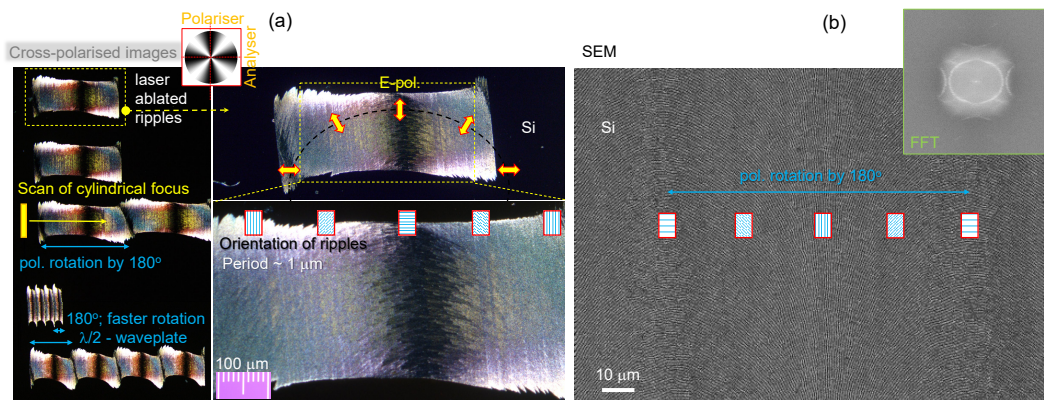 Polariser
(a)
(b)
Cross-polarised images
Analyser
SEM
laser
ablated
ripples
E-pol.
Si
Si
FFT
Scan of cylindrical focus
pol. rotation by 180°
pol. rotation by 180°
Orientation of ripples
Period ~ 1 μm
180°; faster rotation
λ/2 - waveplate
100 μm
10 μm